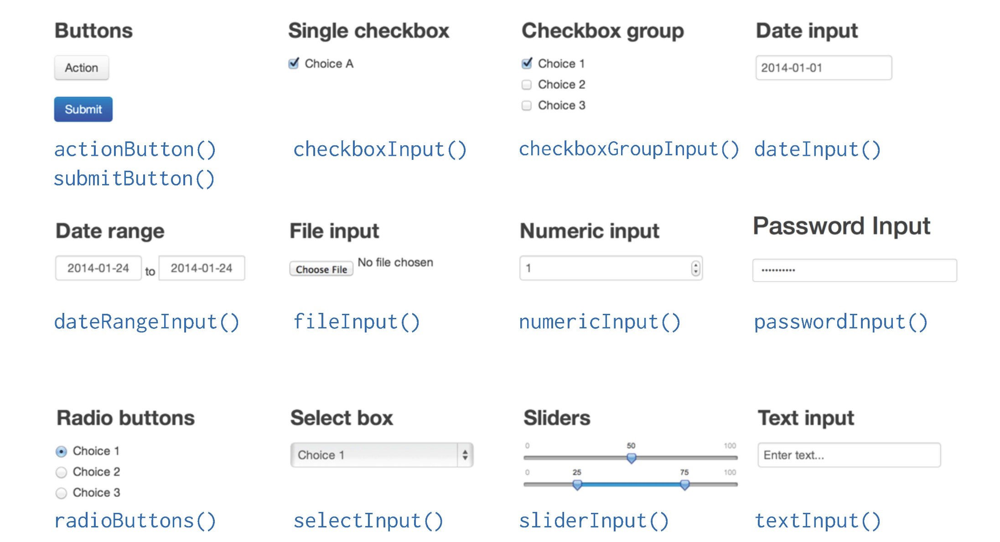 Buttons
Action
Submit
actionButton()
submitButton()
Single checkbox
Choice A
checkboxInput()
Checkbox group
Choice 1
Choice 2
Choice 3
checkboxGroupInput()
Date input
2014-01-01
dateInput()
Date range
2014-01-24 to 2014-01-24
dateRangeInput()
File input
Choose File No file chosen
fileInput()
Numeric input
1
numericInput()
Password Input
••••••••••
passwordInput()
Radio buttons
Choice 1
Choice 2
Choice 3
radioButtons()
Select box
Choice 1
selectInput()
Sliders
0 50 100
0 25 75 100
sliderInput()
Text input
Enter text...
textInput()